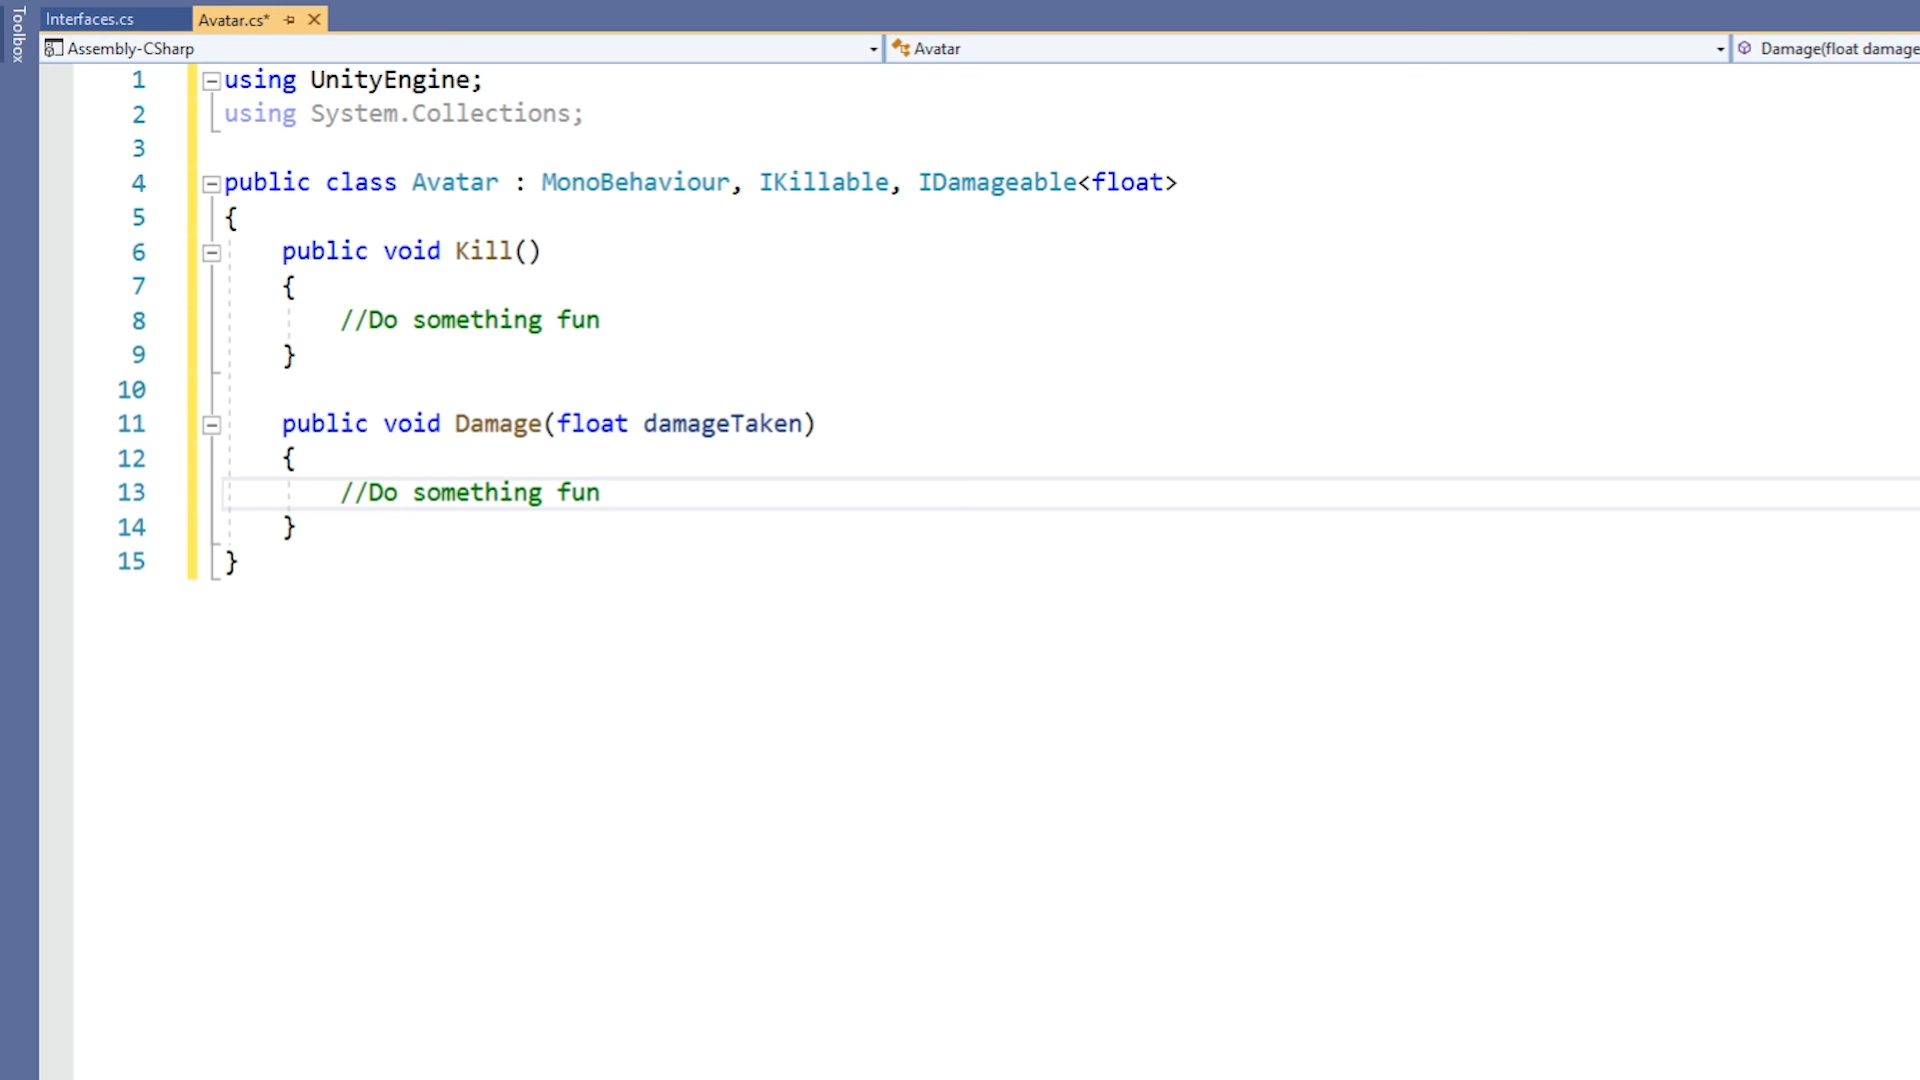 Toolbox
Interfaces.cs
Avatar.cs*
Assembly-CSharp
Avatar
Damage(float damage
1 using UnityEngine;
2 using System.Collections;
3
4 public class Avatar : MonoBehaviour, IKillable, IDamageable<float>
5 {
6 public void Kill()
7 {
8 //Do something fun
9 }
10
11 public void Damage(float damageTaken)
12 {
13 //Do something fun
14 }
15 }